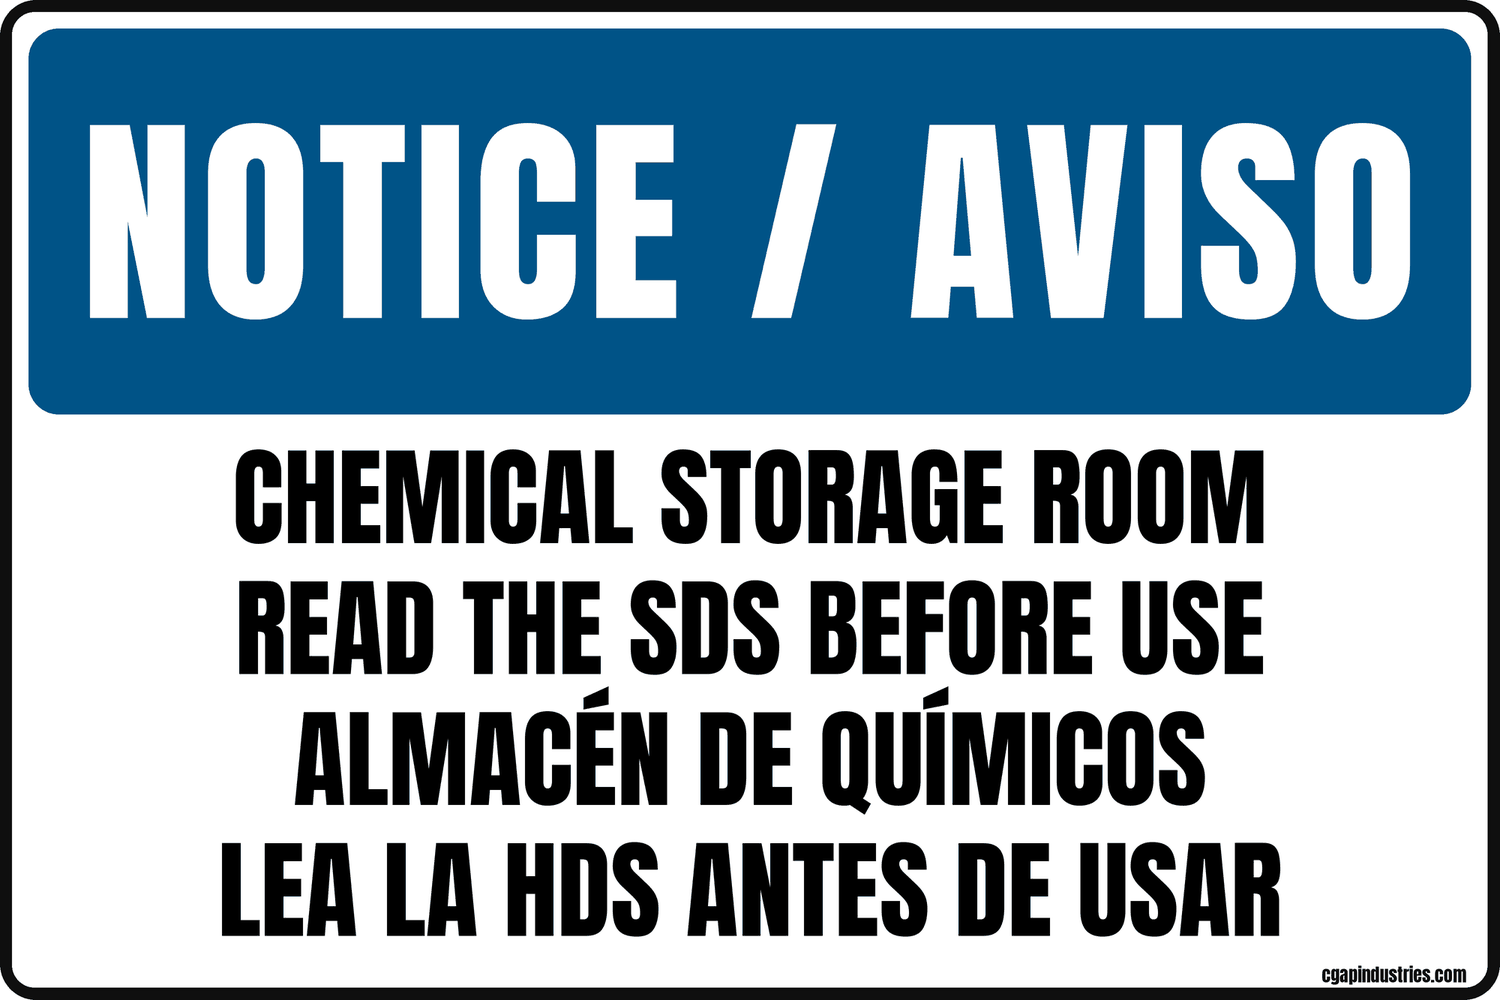 NOTICE / AVISO
CHEMICAL STORAGE ROOM
READ THE SDS BEFORE USE
ALMACÉN DE QUÍMICOS
LEA LA HDS ANTES DE USAR
cgapindustries.com